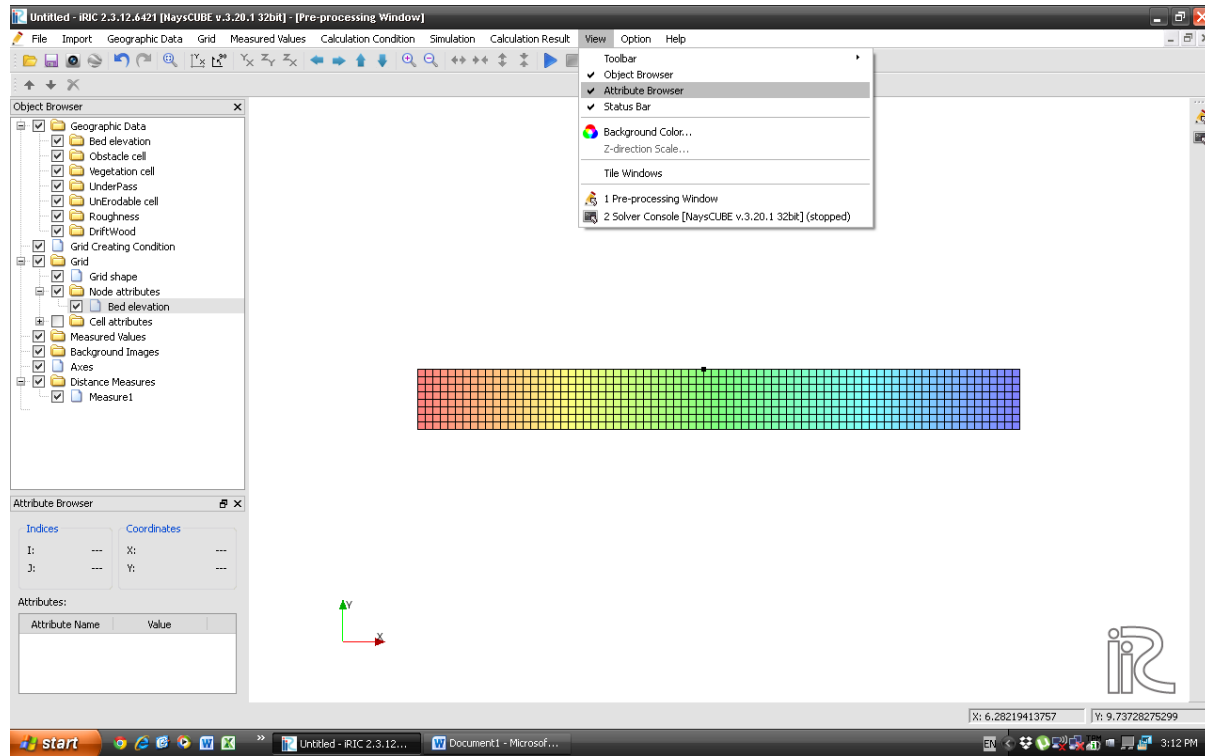 Untitled - iRIC 2.3.12.6421 [NaysCUBE v.3.20.1 32bit] - [Pre-processing Window]
File Import Geographic Data Grid Measured Values Calculation Condition Simulation Calculation Result View Option Help
Toolbar
Object Browser
Attribute Browser
Status Bar
Background Color...
Z-direction Scale...
Tile Windows
1 Pre-processing Window
2 Solver Console [NaysCUBE v.3.20.1 32bit] (stopped)
Object Browser
Geographic Data
Bed elevation
Obstacle cell
Vegetation cell
UnderPass
UnErodable cell
Roughness
DriftWood
Grid Creating Condition
Grid
Grid shape
Node attributes
Bed elevation
Cell attributes
Measured Values
Background Images
Axes
Distance Measures
Measure1
Attribute Browser
Indices Coordinates
I: --- X: ---
J: --- Y: ---
Attributes:
Attribute Name Value
Y
X
iRIC
X: 6.28219413757 Y: 9.73728275299
start Untitled - iRIC 2.3.12... Document1 - Microsof... EN 3:12 PM